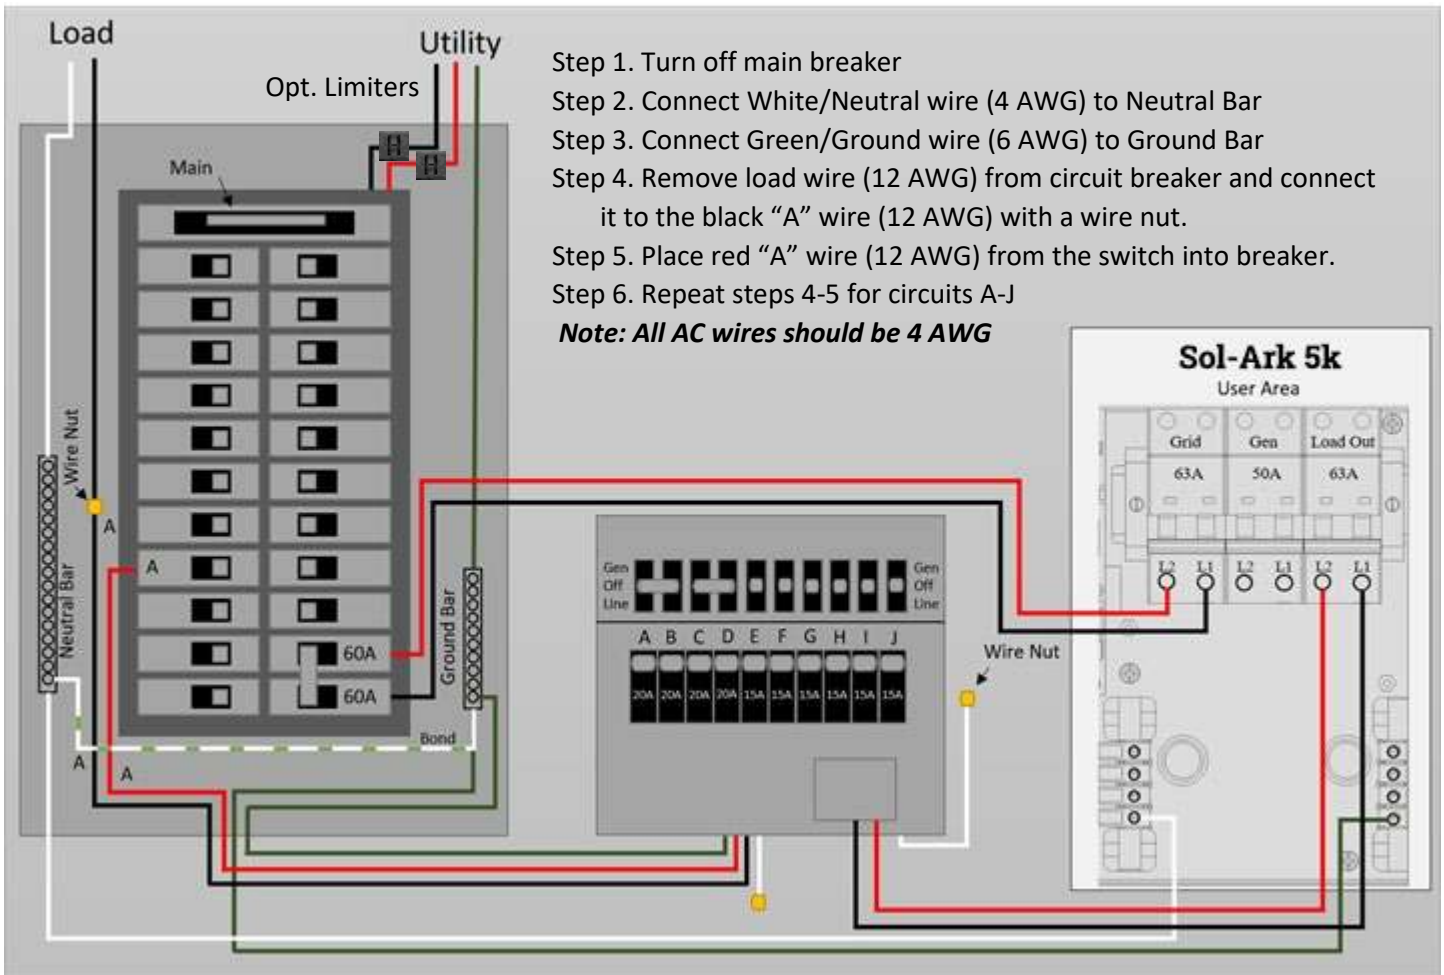 Load
Utility
Opt. Limiters
Step 1. Turn off main breaker
Step 2. Connect White/Neutral wire (4 AWG) to Neutral Bar
Step 3. Connect Green/Ground wire (6 AWG) to Ground Bar
Step 4. Remove load wire (12 AWG) from circuit breaker and connect
it to the black “A” wire (12 AWG) with a wire nut.
Step 5. Place red “A” wire (12 AWG) from the switch into breaker.
Step 6. Repeat steps 4-5 for circuits A-J
Note: All AC wires should be 4 AWG
Main
Wire Nut
A
A
Neutral Bar
Ground Bar
60A
60A
Bond
A
A
Gen
Off
Line
Gen
Off
Line
A B C D E F G H I J
20A 20A 20A 20A 15A 15A 15A 15A 15A 15A
Wire Nut
Sol-Ark 5k
User Area
Grid Gen Load Out
63A 50A 63A
L2 L1 L2 L1 L2 L1